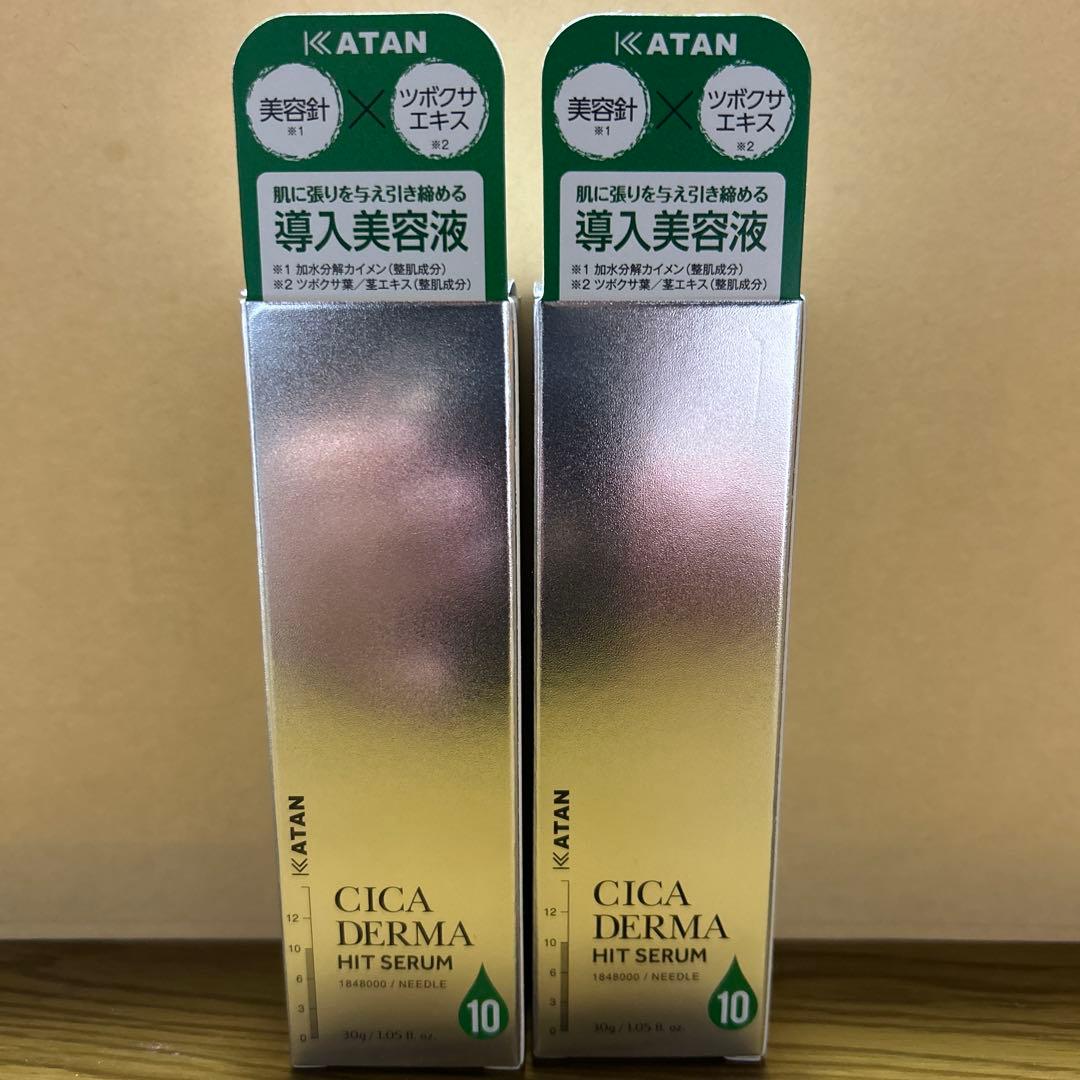 KATAN
美容針
※1
×
ツボクサ
エキス
※2
肌に張りを与え引き締める
導入美容液
※1 加水分解カイメン（整肌成分）
※2 ツボクサ葉／茎エキス（整肌成分）
KATAN
12
10
6
3
0
CICA
DERMA
HIT SERUM
1848000 / NEEDLE
10
30g / 1.05 fl. oz.
KATAN
美容針
※1
×
ツボクサ
エキス
※2
肌に張りを与え引き締める
導入美容液
※1 加水分解カイメン（整肌成分）
※2 ツボクサ葉／茎エキス（整肌成分）
KATAN
12
10
6
3
0
CICA
DERMA
HIT SERUM
1848000 / NEEDLE
10
30g / 1.05 fl. oz.